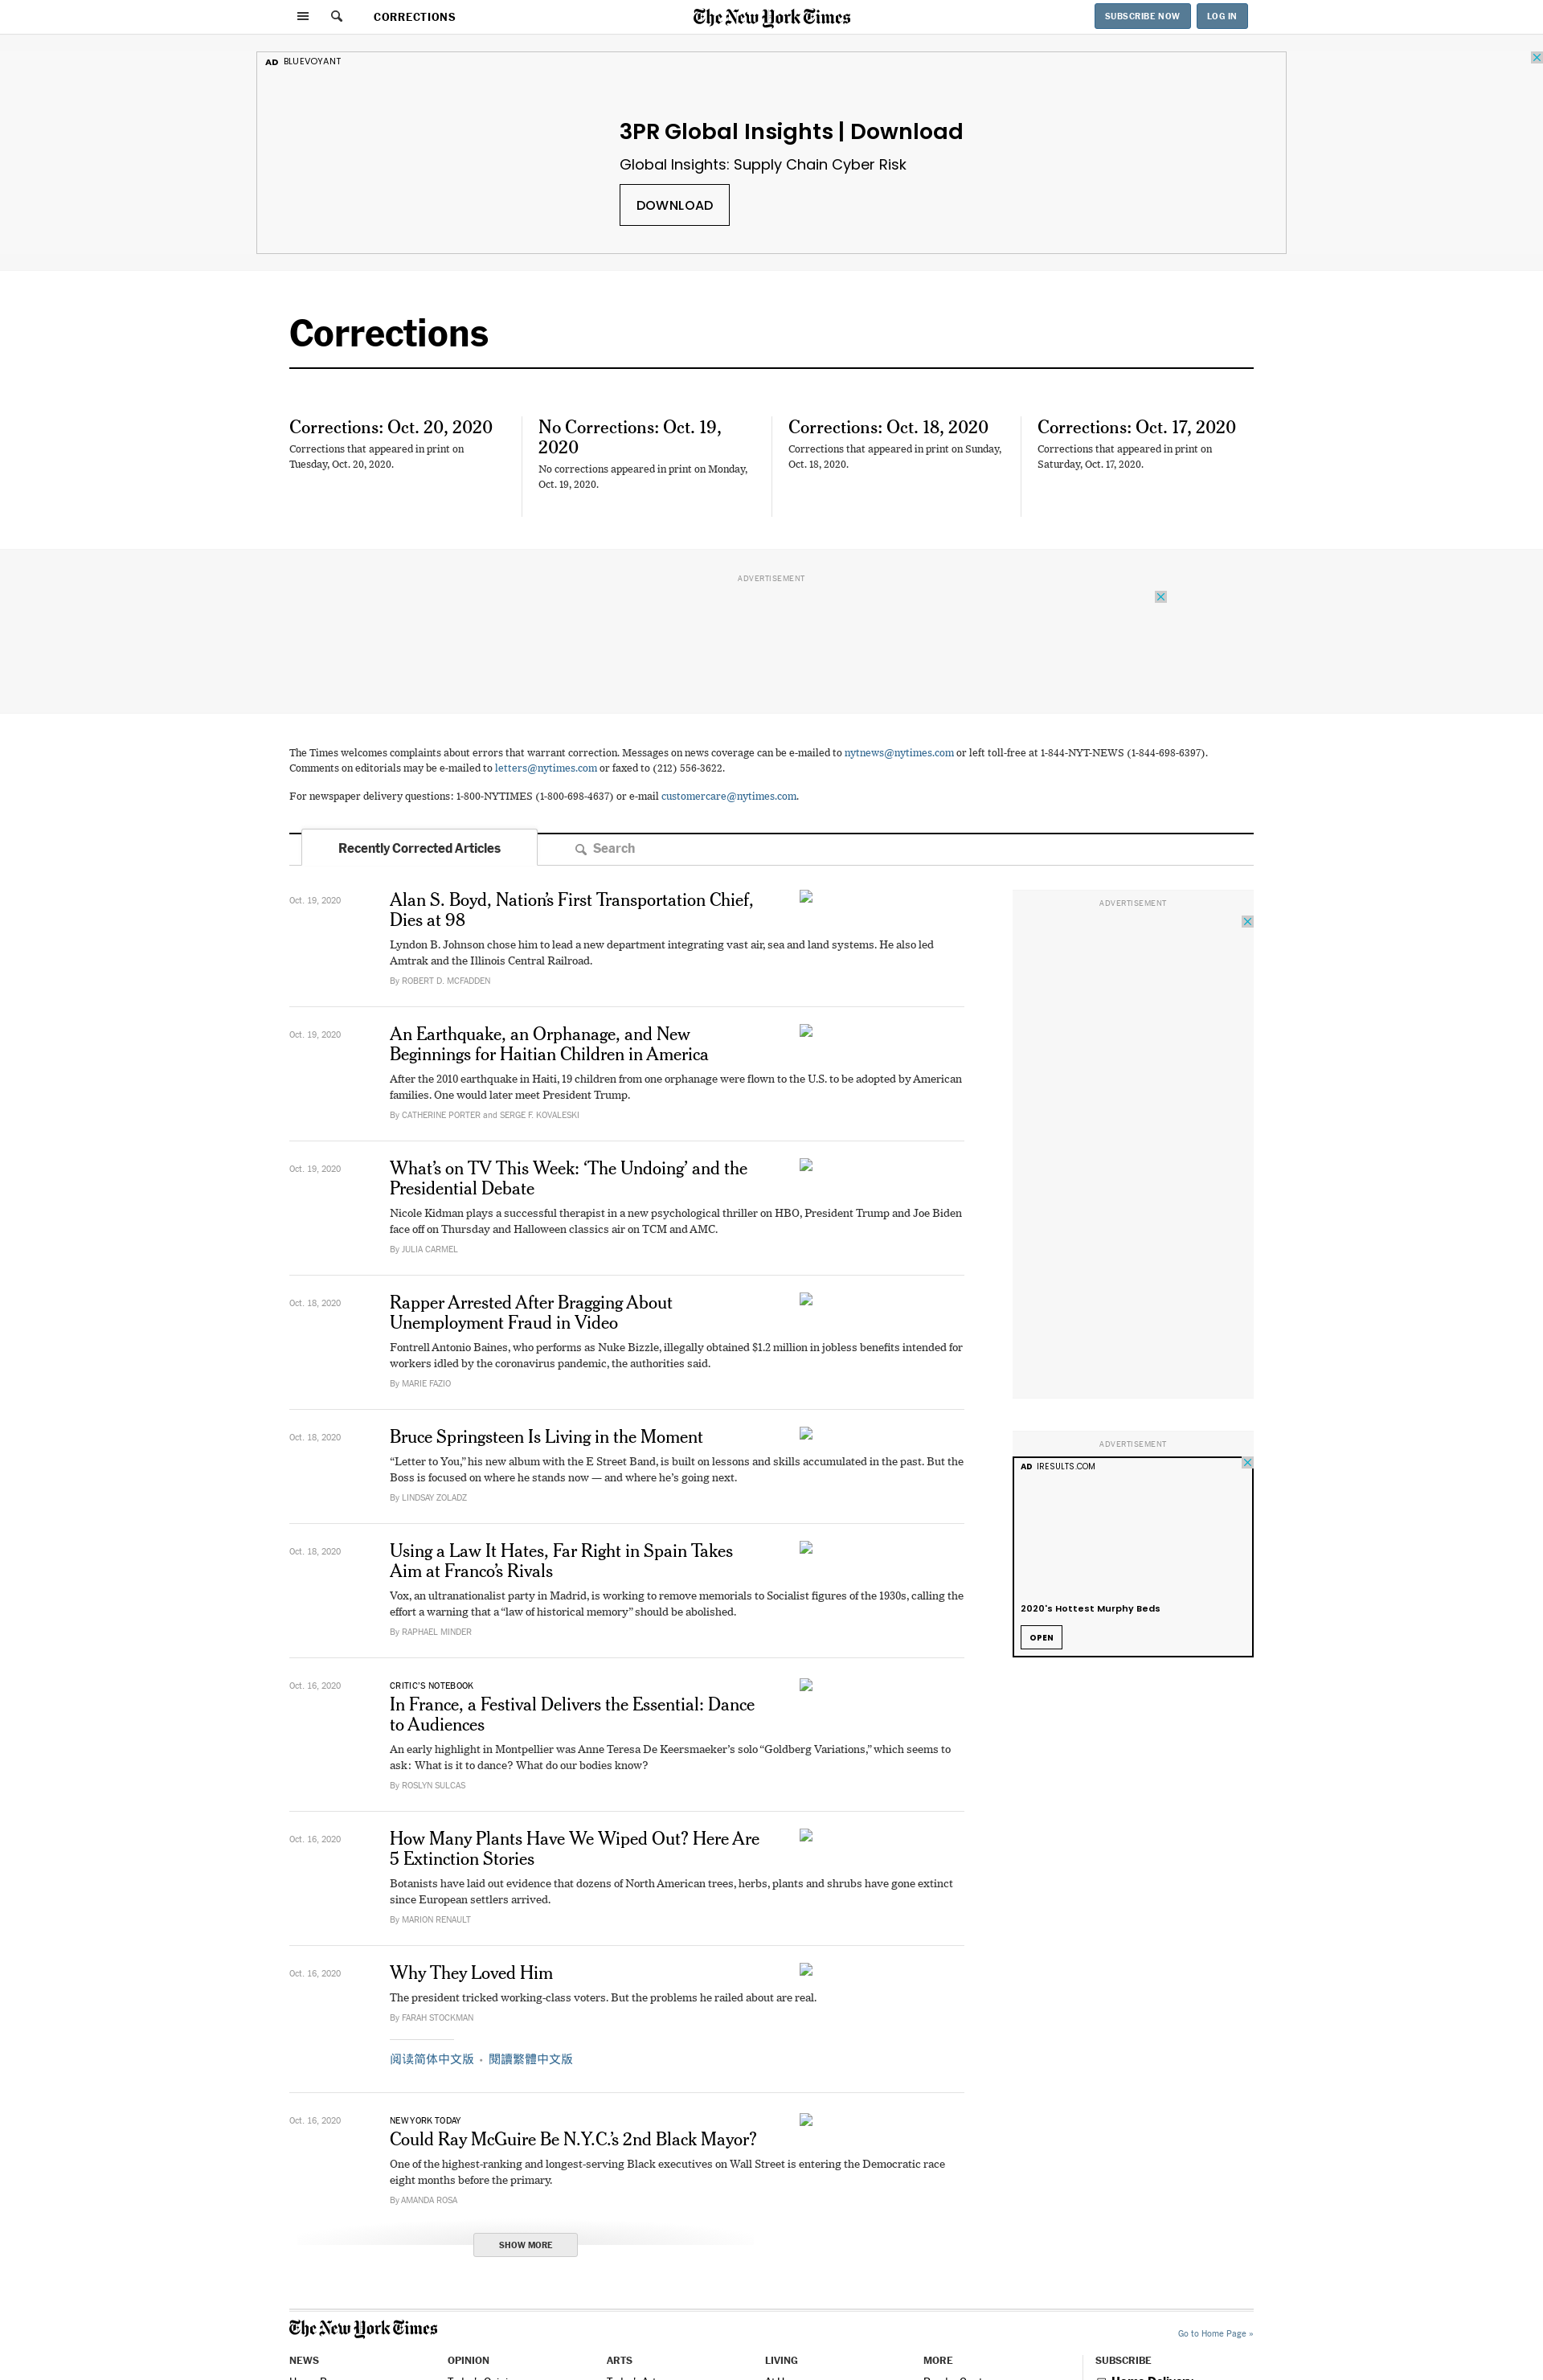 CORRECTIONS
The New York Times
SUBSCRIBE NOW
LOG IN
AD BLUEVOYANT
3PR Global Insights | Download
Global Insights: Supply Chain Cyber Risk
DOWNLOAD
Corrections
Corrections: Oct. 20, 2020
Corrections that appeared in print on
Tuesday, Oct. 20, 2020.
No Corrections: Oct. 19,
2020
No corrections appeared in print on Monday,
Oct. 19, 2020.
Corrections: Oct. 18, 2020
Corrections that appeared in print on Sunday,
Oct. 18, 2020.
Corrections: Oct. 17, 2020
Corrections that appeared in print on
Saturday, Oct. 17, 2020.
ADVERTISEMENT
The Times welcomes complaints about errors that warrant correction. Messages on news coverage can be e-mailed to nytnews@nytimes.com or left toll-free at 1-844-NYT-NEWS (1-844-698-6397).
Comments on editorials may be e-mailed to letters@nytimes.com or faxed to (212) 556-3622.
For newspaper delivery questions: 1-800-NYTIMES (1-800-698-4637) or e-mail customercare@nytimes.com.
Recently Corrected Articles
Search
Oct. 19, 2020
Alan S. Boyd, Nation’s First Transportation Chief,
Dies at 98
Lyndon B. Johnson chose him to lead a new department integrating vast air, sea and land systems. He also led
Amtrak and the Illinois Central Railroad.
By ROBERT D. MCFADDEN
Oct. 19, 2020
An Earthquake, an Orphanage, and New
Beginnings for Haitian Children in America
After the 2010 earthquake in Haiti, 19 children from one orphanage were flown to the U.S. to be adopted by American
families. One would later meet President Trump.
By CATHERINE PORTER and SERGE F. KOVALESKI
Oct. 19, 2020
What’s on TV This Week: ‘The Undoing’ and the
Presidential Debate
Nicole Kidman plays a successful therapist in a new psychological thriller on HBO, President Trump and Joe Biden
face off on Thursday and Halloween classics air on TCM and AMC.
By JULIA CARMEL
Oct. 18, 2020
Rapper Arrested After Bragging About
Unemployment Fraud in Video
Fontrell Antonio Baines, who performs as Nuke Bizzle, illegally obtained $1.2 million in jobless benefits intended for
workers idled by the coronavirus pandemic, the authorities said.
By MARIE FAZIO
Oct. 18, 2020
Bruce Springsteen Is Living in the Moment
“Letter to You,” his new album with the E Street Band, is built on lessons and skills accumulated in the past. But the
Boss is focused on where he stands now — and where he’s going next.
By LINDSAY ZOLADZ
Oct. 18, 2020
Using a Law It Hates, Far Right in Spain Takes
Aim at Franco’s Rivals
Vox, an ultranationalist party in Madrid, is working to remove memorials to Socialist figures of the 1930s, calling the
effort a warning that a “law of historical memory” should be abolished.
By RAPHAEL MINDER
Oct. 16, 2020
CRITIC’S NOTEBOOK
In France, a Festival Delivers the Essential: Dance
to Audiences
An early highlight in Montpellier was Anne Teresa De Keersmaeker’s solo “Goldberg Variations,” which seems to
ask: What is it to dance? What do our bodies know?
By ROSLYN SULCAS
Oct. 16, 2020
How Many Plants Have We Wiped Out? Here Are
5 Extinction Stories
Botanists have laid out evidence that dozens of North American trees, herbs, plants and shrubs have gone extinct
since European settlers arrived.
By MARION RENAULT
Oct. 16, 2020
Why They Loved Him
The president tricked working-class voters. But the problems he railed about are real.
By FARAH STOCKMAN
阅读简体中文版 • 閱讀繁體中文版
Oct. 16, 2020
NEW YORK TODAY
Could Ray McGuire Be N.Y.C.’s 2nd Black Mayor?
One of the highest-ranking and longest-serving Black executives on Wall Street is entering the Democratic race
eight months before the primary.
By AMANDA ROSA
SHOW MORE
ADVERTISEMENT
ADVERTISEMENT
AD IRESULTS.COM
2020's Hottest Murphy Beds
OPEN
The New York Times
Go to Home Page »
NEWS
OPINION
ARTS
LIVING
MORE
SUBSCRIBE